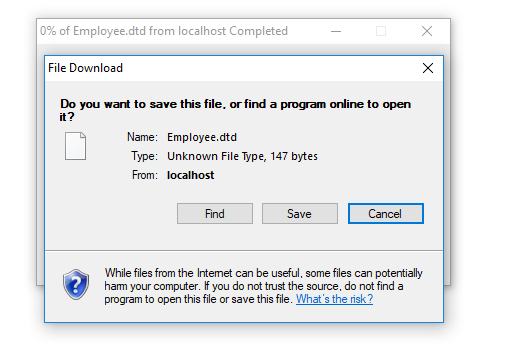 0% of Employee.dtd from localhost Completed
File Download
Do you want to save this file, or find a program online to open
it?
Name: Employee.dtd
Type: Unknown File Type, 147 bytes
From: localhost
Find Save Cancel
While files from the Internet can be useful, some files can potentially
harm your computer. If you do not trust the source, do not find a
program to open this file or save this file. What's the risk?